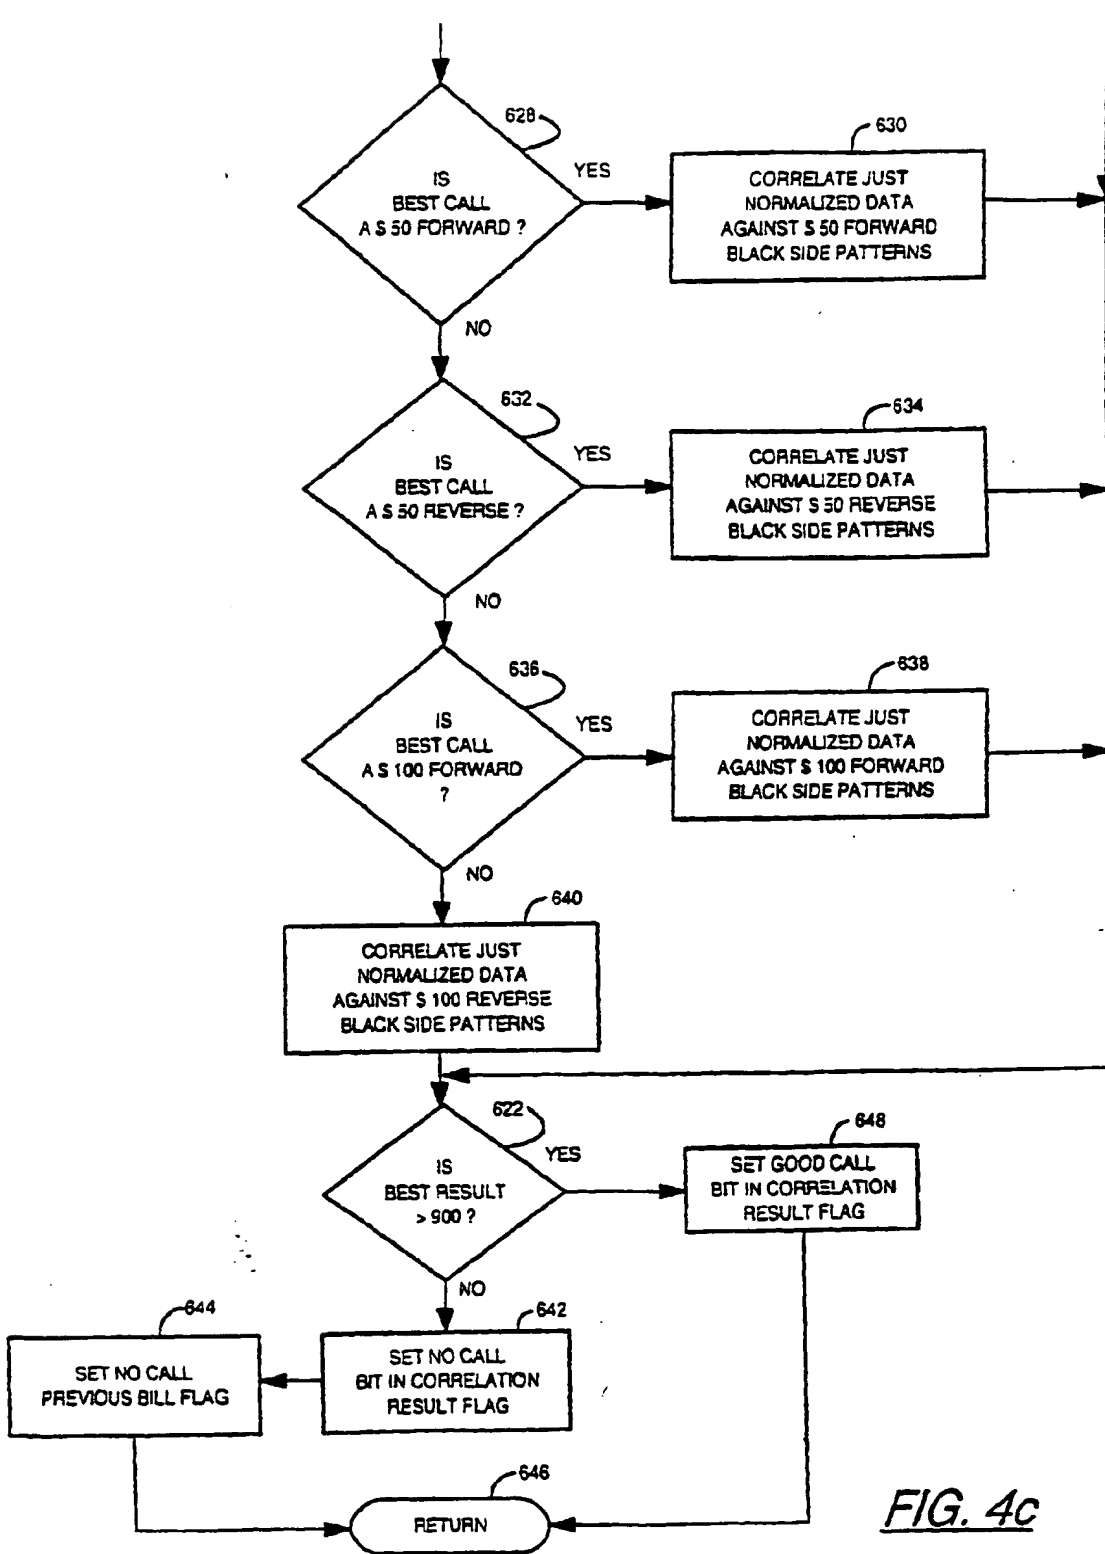 628
630
IS
BEST CALL
A $ 50 FORWARD ?
YES
CORRELATE JUST
NORMALIZED DATA
AGAINST $ 50 FORWARD
BLACK SIDE PATTERNS
NO
632
634
IS
BEST CALL
A $ 50 REVERSE ?
YES
CORRELATE JUST
NORMALIZED DATA
AGAINST $ 50 REVERSE
BLACK SIDE PATTERNS
NO
636
638
IS
BEST CALL
A $ 100 FORWARD
?
YES
CORRELATE JUST
NORMALIZED DATA
AGAINST $ 100 FORWARD
BLACK SIDE PATTERNS
NO
640
CORRELATE JUST
NORMALIZED DATA
AGAINST $ 100 REVERSE
BLACK SIDE PATTERNS
622
648
IS
BEST RESULT
> 900 ?
YES
SET GOOD CALL
BIT IN CORRELATION
RESULT FLAG
NO
644
642
SET NO CALL
PREVIOUS BILL FLAG
SET NO CALL
BIT IN CORRELATION
RESULT FLAG
646
RETURN
FIG. 4c